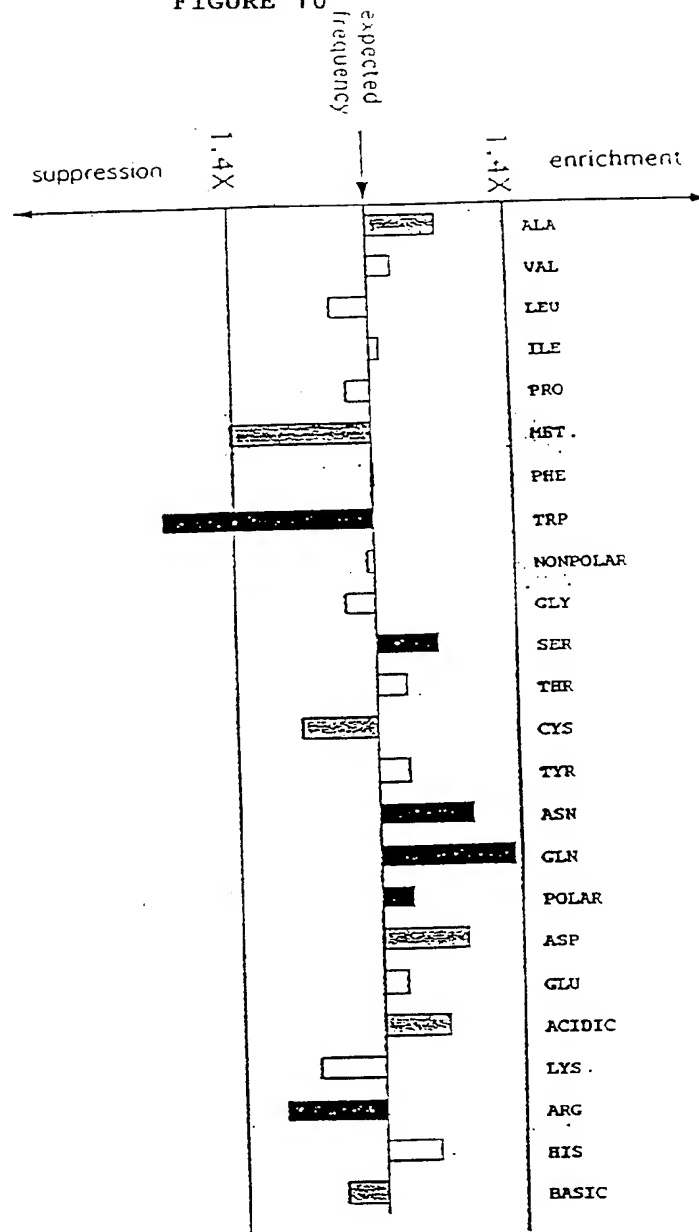 FIGURE 10
expected
frequency
suppression
1.4X
1.4X
enrichment
ALA
VAL
LEU
ILE
PRO
MET.
PHE
TRP
NONPOLAR
GLY
SER
THR
CYS
TYR
ASN
GLN
POLAR
ASP
GLU
ACIDIC
LYS.
ARG
HIS
BASIC